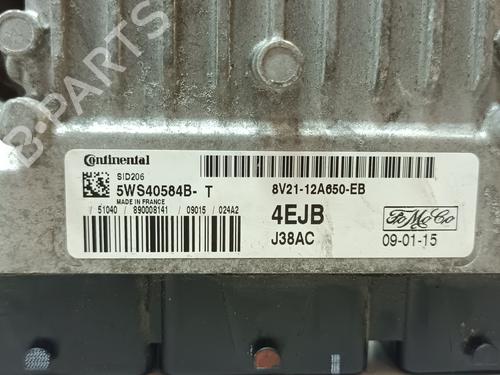 B-PARTS
Continental
SID206
5WS40584B- T
MADE IN FRANCE
/ 51040 / 890008141 / 09015 / 024A2
8V21-12A650-EB
4EJB
J38AC
FoMoCo
09-01-15